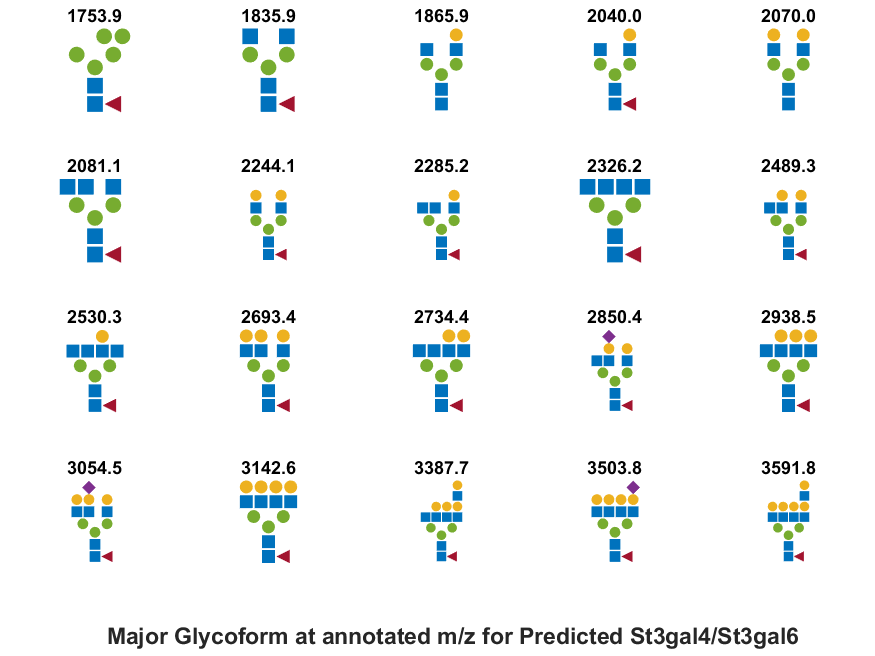 1753.9 1835.9 1865.9 2040.0 2070.0
2081.1 2244.1 2285.2 2326.2 2489.3
2530.3 2693.4 2734.4 2850.4 2938.5
3054.5 3142.6 3387.7 3503.8 3591.8
Major Glycoform at annotated m/z for Predicted St3gal4/St3gal6